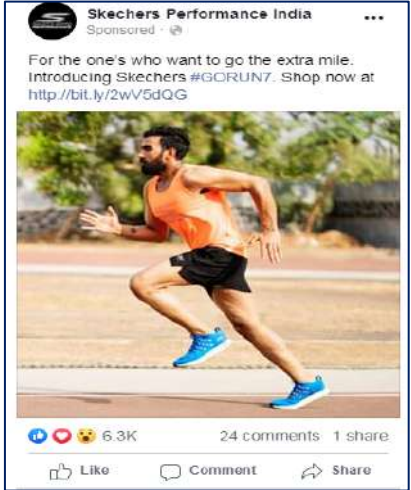 Skechers Performance India
Sponsored ·
For the one's who want to go the extra mile.
Introducing Skechers #GORUN7. Shop now at
http://bit.ly/2wV5dQG
6.3K 24 comments 1 share
Like Comment Share